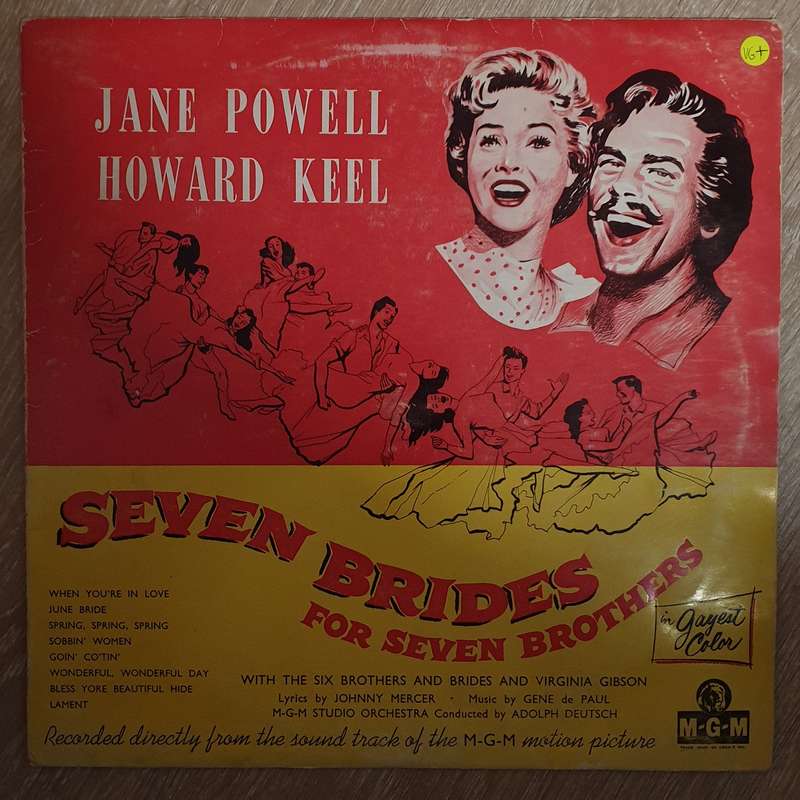 VG+
JANE POWELL
HOWARD KEEL
SEVEN BRIDES
FOR SEVEN BROTHERS
in gayest
Color
WHEN YOU'RE IN LOVE
JUNE BRIDE
SPRING, SPRING, SPRING
SOBBIN' WOMEN
GOIN' CO'TIN'
WONDERFUL, WONDERFUL DAY
BLESS YORE BEAUTIFUL HIDE
LAMENT
WITH THE SIX BROTHERS AND BRIDES AND VIRGINIA GIBSON
Lyrics by JOHNNY MERCER · Music by GENE de PAUL
M-G-M STUDIO ORCHESTRA Conducted by ADOLPH DEUTSCH
M-G-M
Recorded directly from the sound track of the M-G-M motion picture